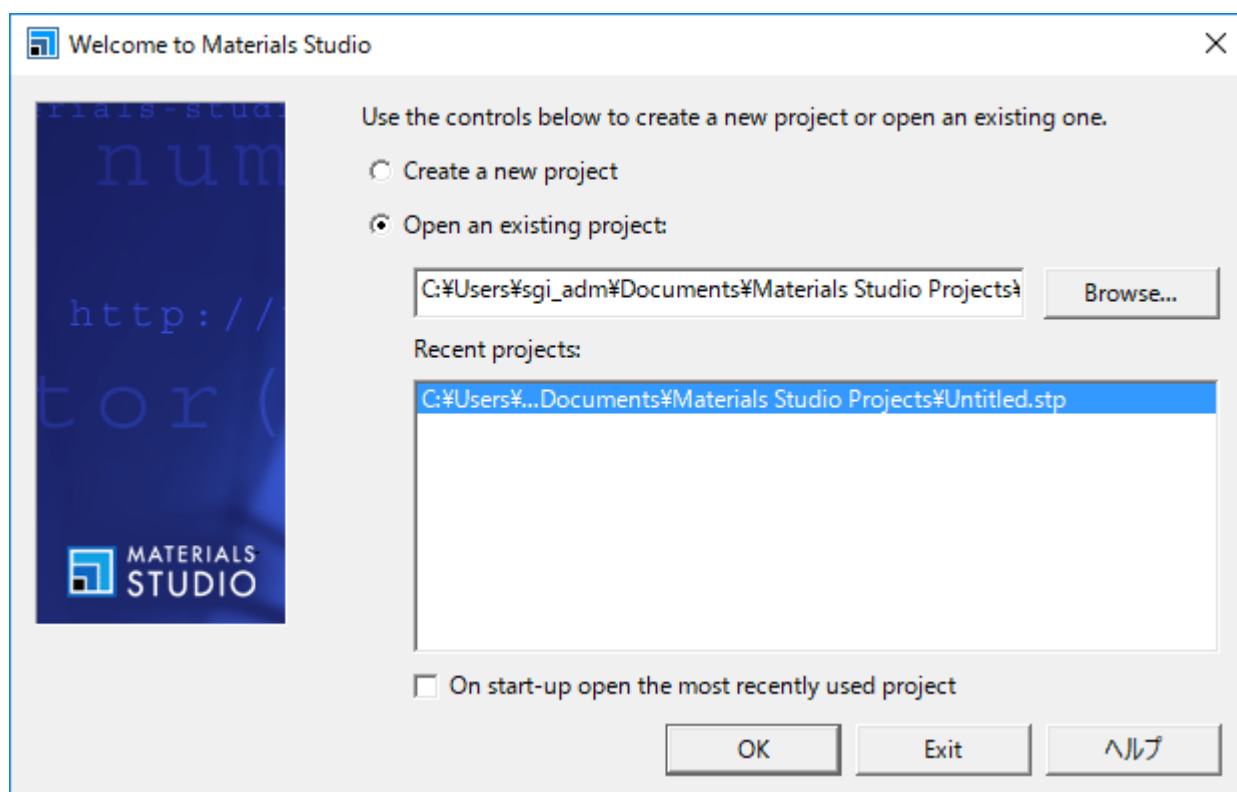 Welcome to Materials Studio
Use the controls below to create a new project or open an existing one.
Create a new project
Open an existing project:
C:¥Users¥sgi_adm¥Documents¥Materials Studio Projects¥
Browse...
Recent projects:
C:¥Users¥...Documents¥Materials Studio Projects¥Untitled.stp
On start-up open the most recently used project
OK
Exit
ヘルプ
rials-stud
num
http://
tor(
MATERIALS
STUDIO